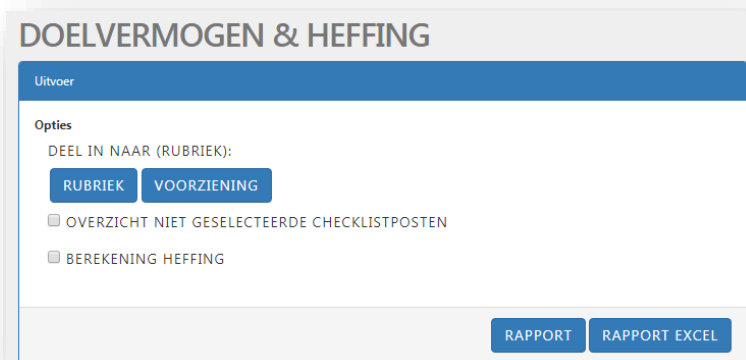 DOELVERMOGEN & HEFFING
Uitvoer
Opties
DEEL IN NAAR (RUBRIEK):
RUBRIEK VOORZIENING
OVERZICHT NIET GESELECTEERDE CHECKLISTPOSTEN
BEREKENING HEFFING
RAPPORT RAPPORT EXCEL